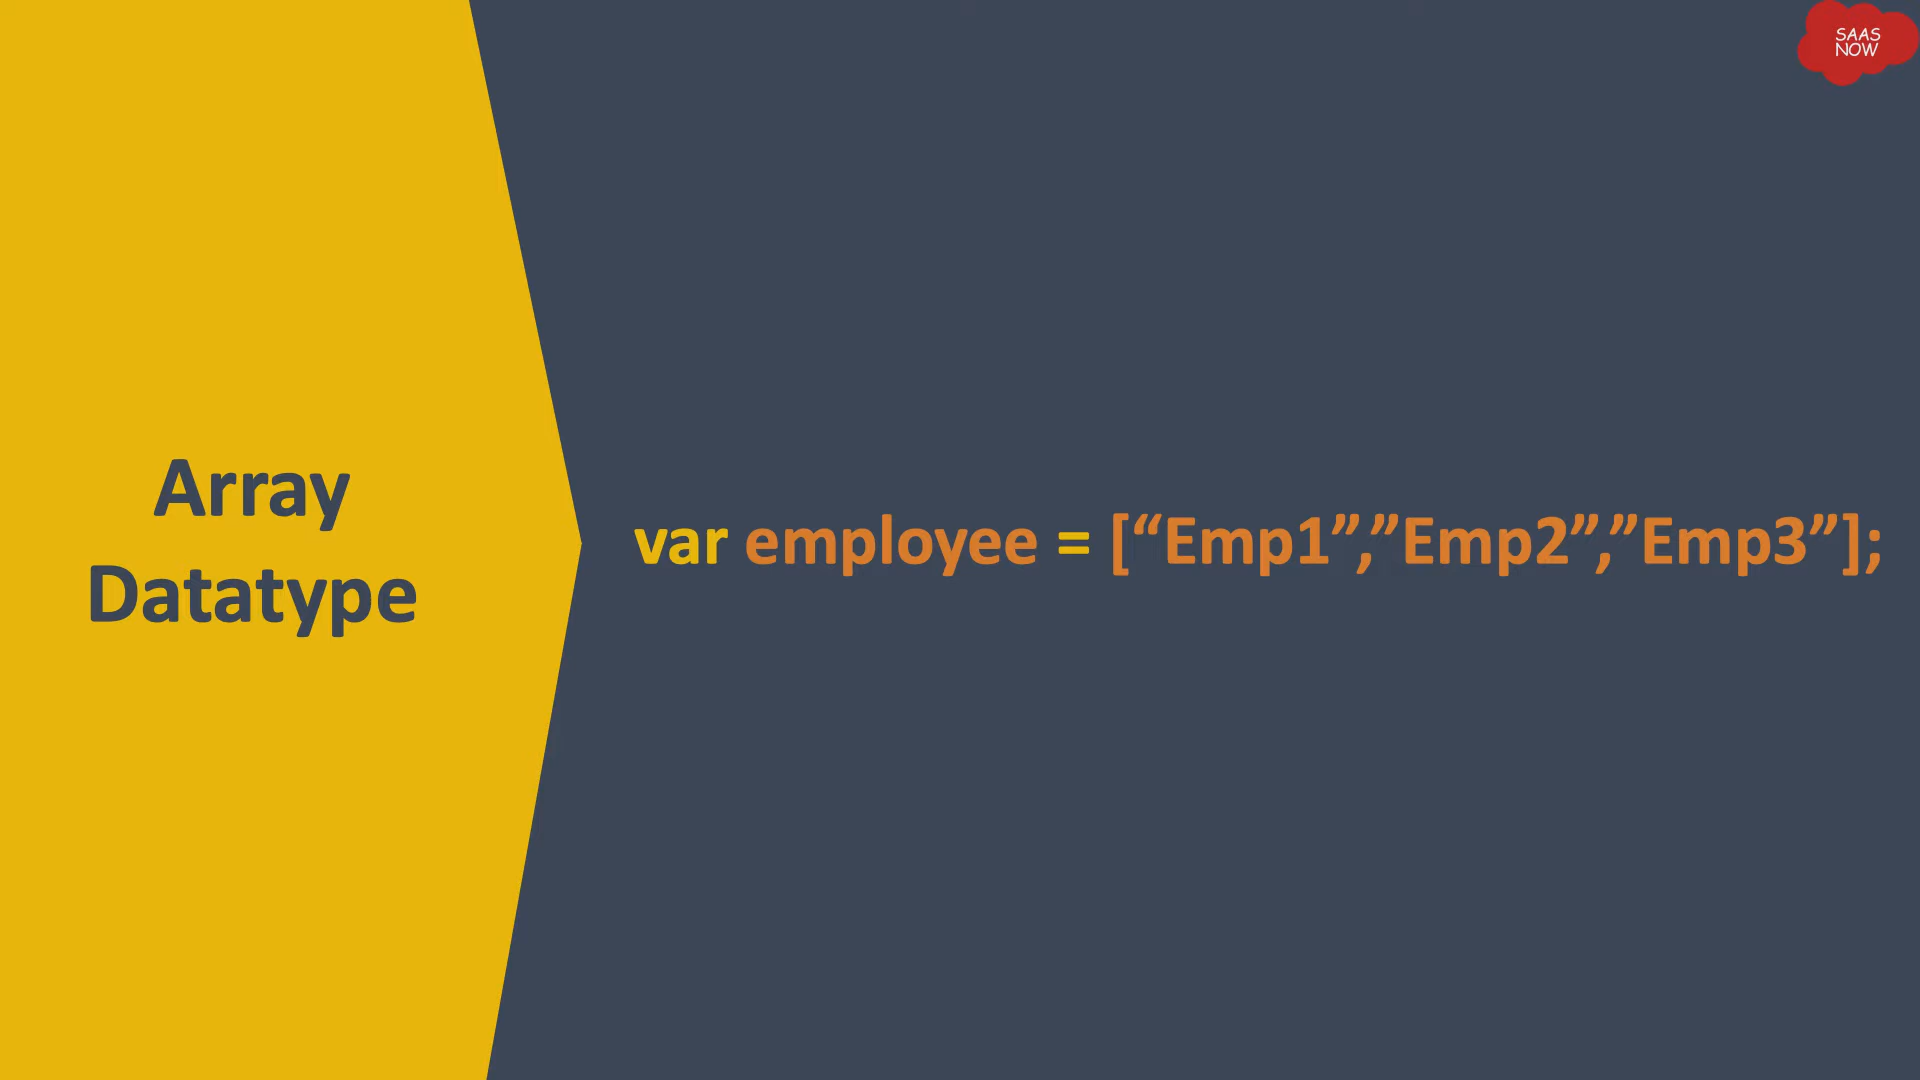 SAAS
NOW
Array
Datatype
var employee = [“Emp1”,”Emp2”,”Emp3”];